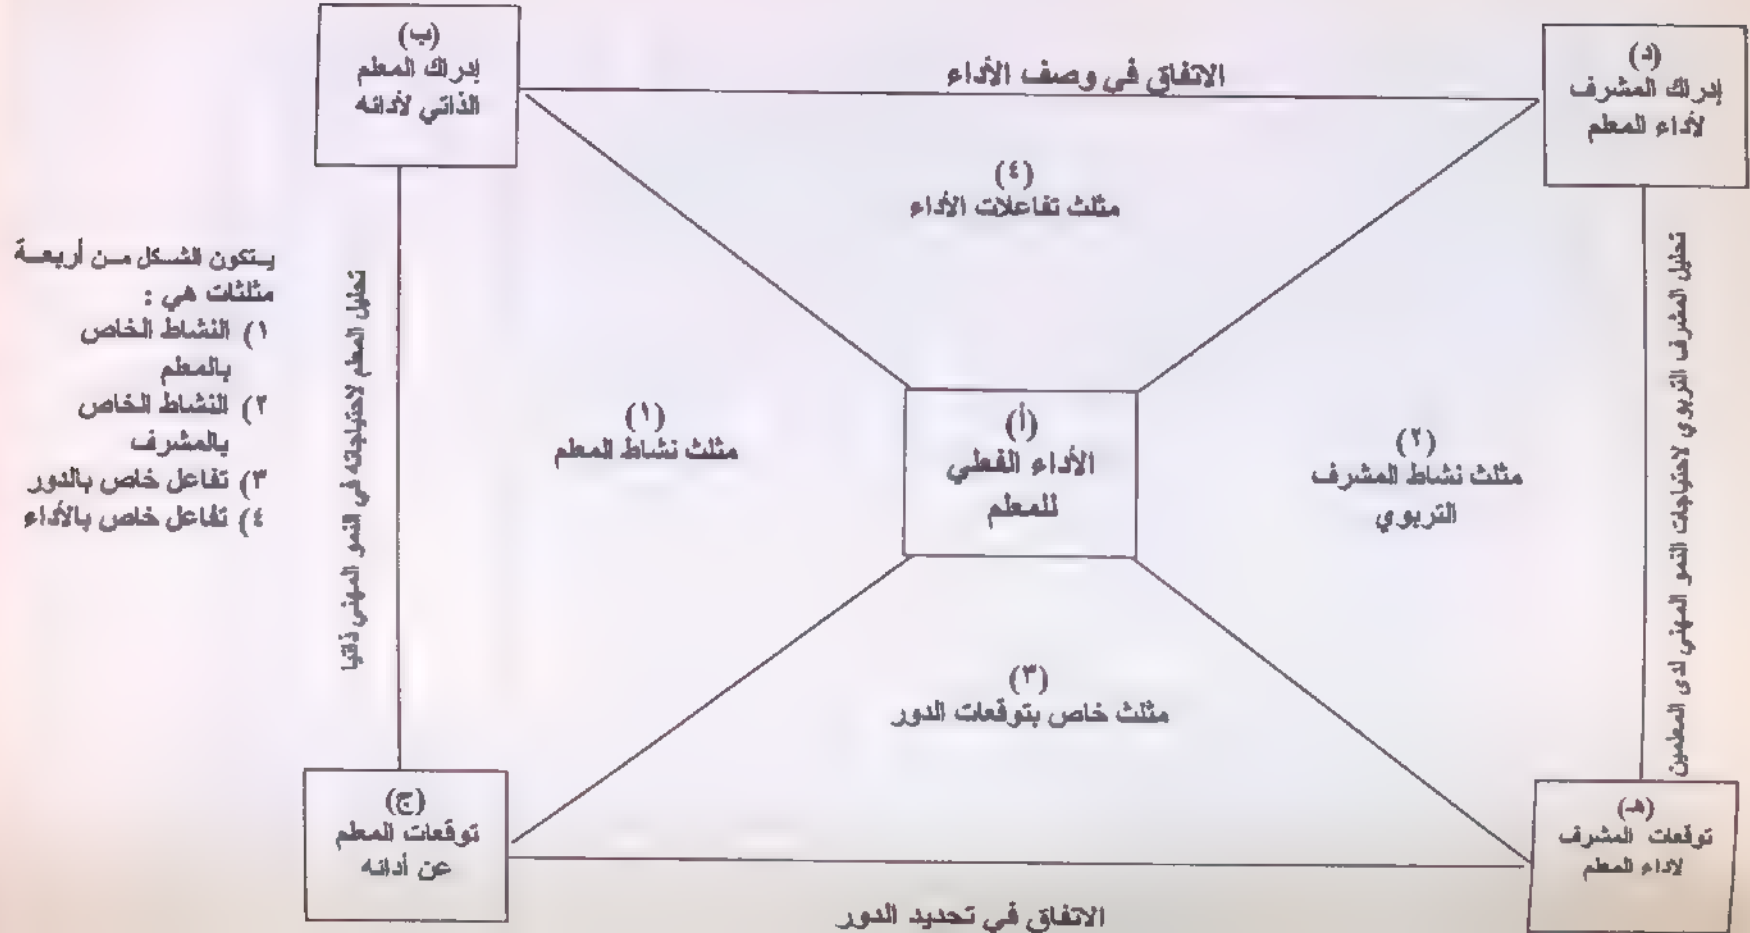 (د)
إدراك المشرف
لأداء المعلم
الاتفاق في وصف الأداء
(ب)
إدراك المعلم
الذاتي لأدائه
(٤)
مثلث تفاعلات الأداء
تحليل المشرف التربوي لاحتياجات النمو المهني لدى المعلمين
(٢)
مثلث نشاط المشرف
التربوي
(أ)
الأداء الفعلي
للمعلم
(١)
مثلث نشاط المعلم
تحليل المعلم لاحتياجاته في النمو المهني ذاتيا
يتكون الشكل من أربعة
مثلثات هي :
١) النشاط الخاص
بالمعلم
٢) النشاط الخاص
بالمشرف
٣) تفاعل خاص بالدور
٤) تفاعل خاص بالأداء
(٣)
مثلث خاص بتوقعات الدور
(هـ)
توقعات المشرف
لاداء المعلم
(ج)
توقعات المعلم
عن أدائه
الاتفاق في تحديد الدور